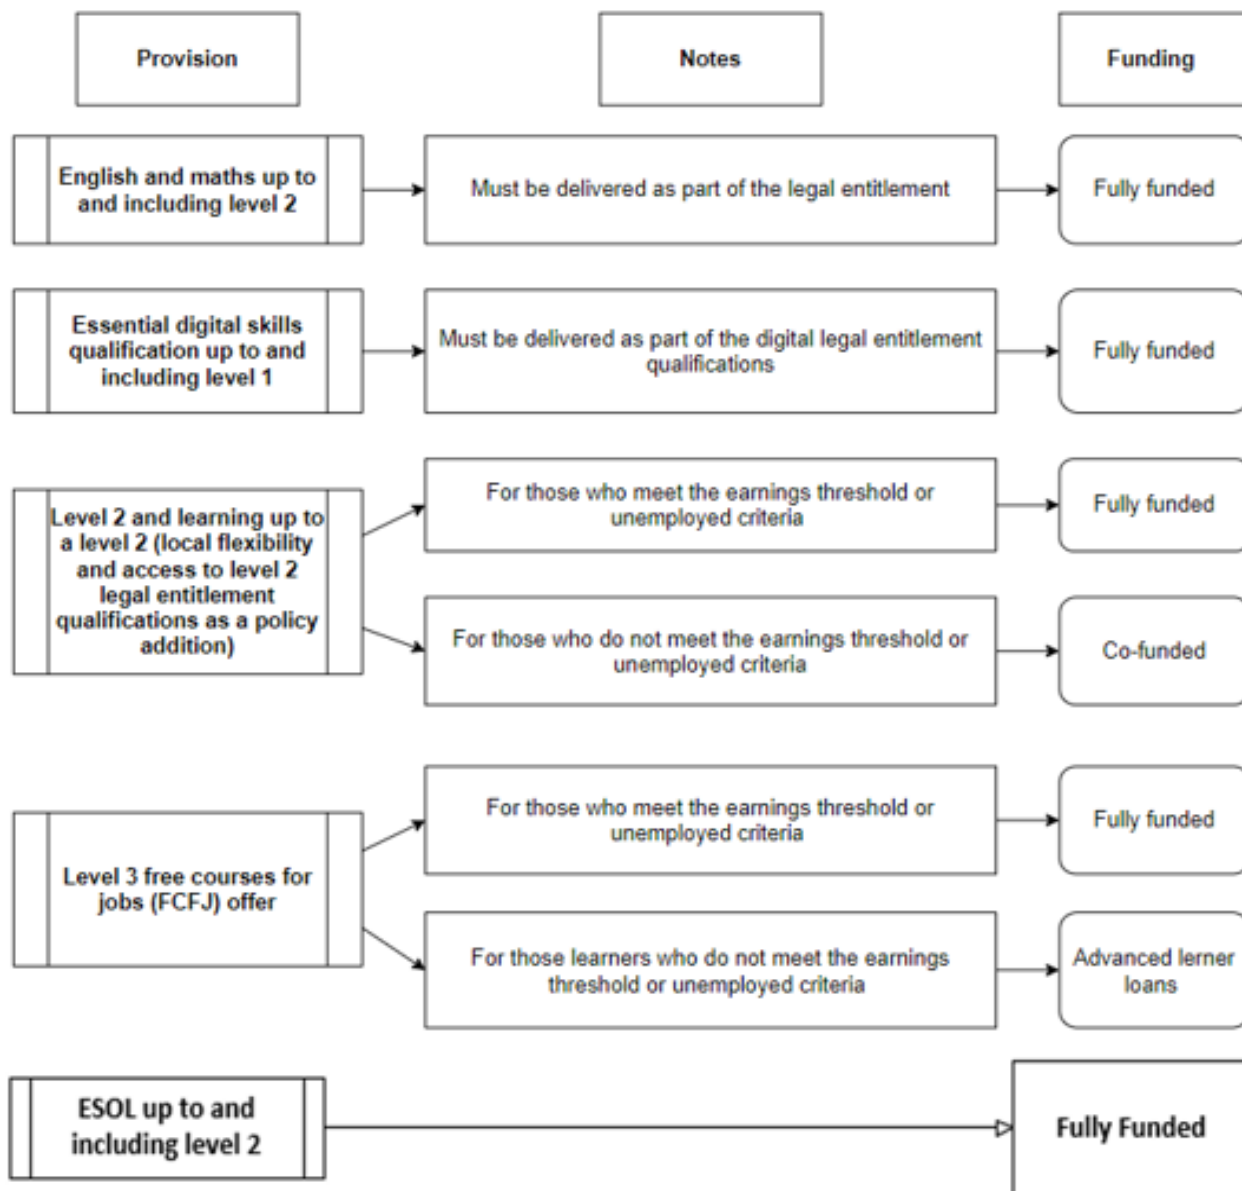 Provision
Notes
Funding
English and maths up to
and including level 2
Must be delivered as part of the legal entitlement
Fully funded
Essential digital skills
qualification up to and
including level 1
Must be delivered as part of the digital legal entitlement
qualifications
Fully funded
Level 2 and learning up to
a level 2 (local flexibility
and access to level 2
legal entitlement
qualifications as a policy
addition)
For those who meet the earnings threshold or
unemployed criteria
Fully funded
For those who do not meet the earnings threshold or
unemployed criteria
Co-funded
Level 3 free courses for
jobs (FCFJ) offer
For those who meet the earnings threshold or
unemployed criteria
Fully funded
For those learners who do not meet the earnings
threshold or unemployed criteria
Advanced lerner
loans
ESOL up to and
including level 2
Fully Funded